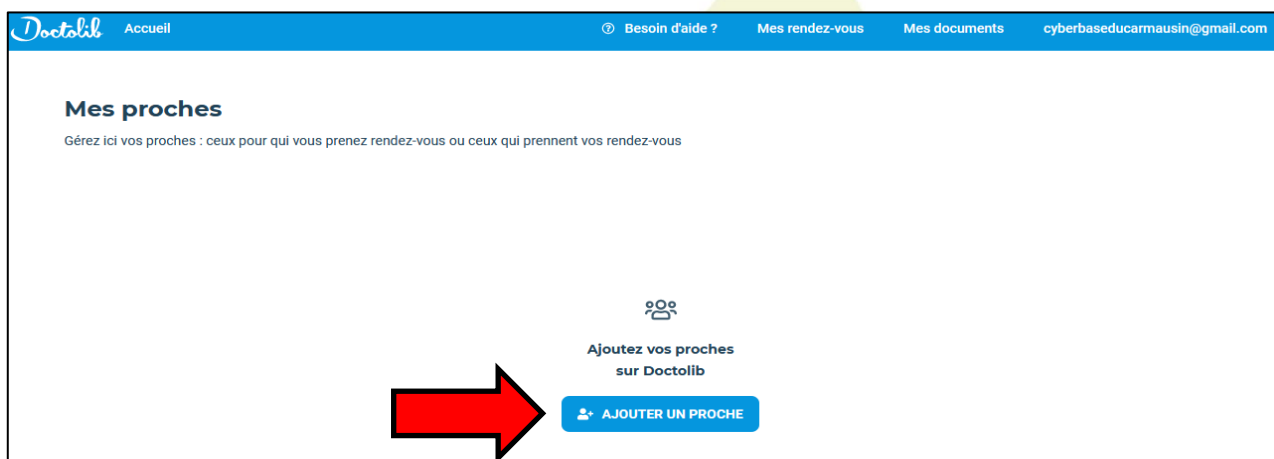 Doctolib Accueil Besoin d'aide ? Mes rendez-vous Mes documents cyberbaseducarmausin@gmail.com
Mes proches
Gérez ici vos proches : ceux pour qui vous prenez rendez-vous ou ceux qui prennent vos rendez-vous
Ajoutez vos proches
sur Doctolib
AJOUTER UN PROCHE